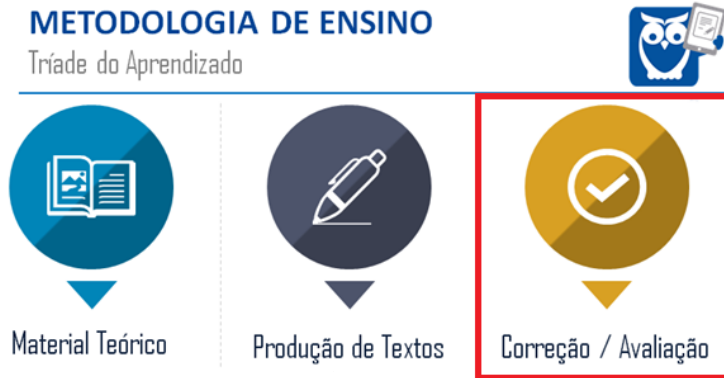 METODOLOGIA DE ENSINO
Tríade do Aprendizado
Material Teórico
Produção de Textos
Correção / Avaliação